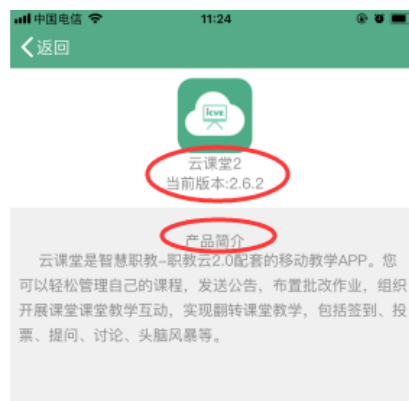 中国电信 11:24
返回
icve
云课堂2
当前版本:2.6.2
产品简介
云课堂是智慧职教-职教云2.0配套的移动教学APP。您
可以轻松管理自己的课程，发送公告，布置批改作业，组织
开展课堂课堂教学互动，实现翻转课堂教学，包括签到、投
票、提问、讨论、头脑风暴等。